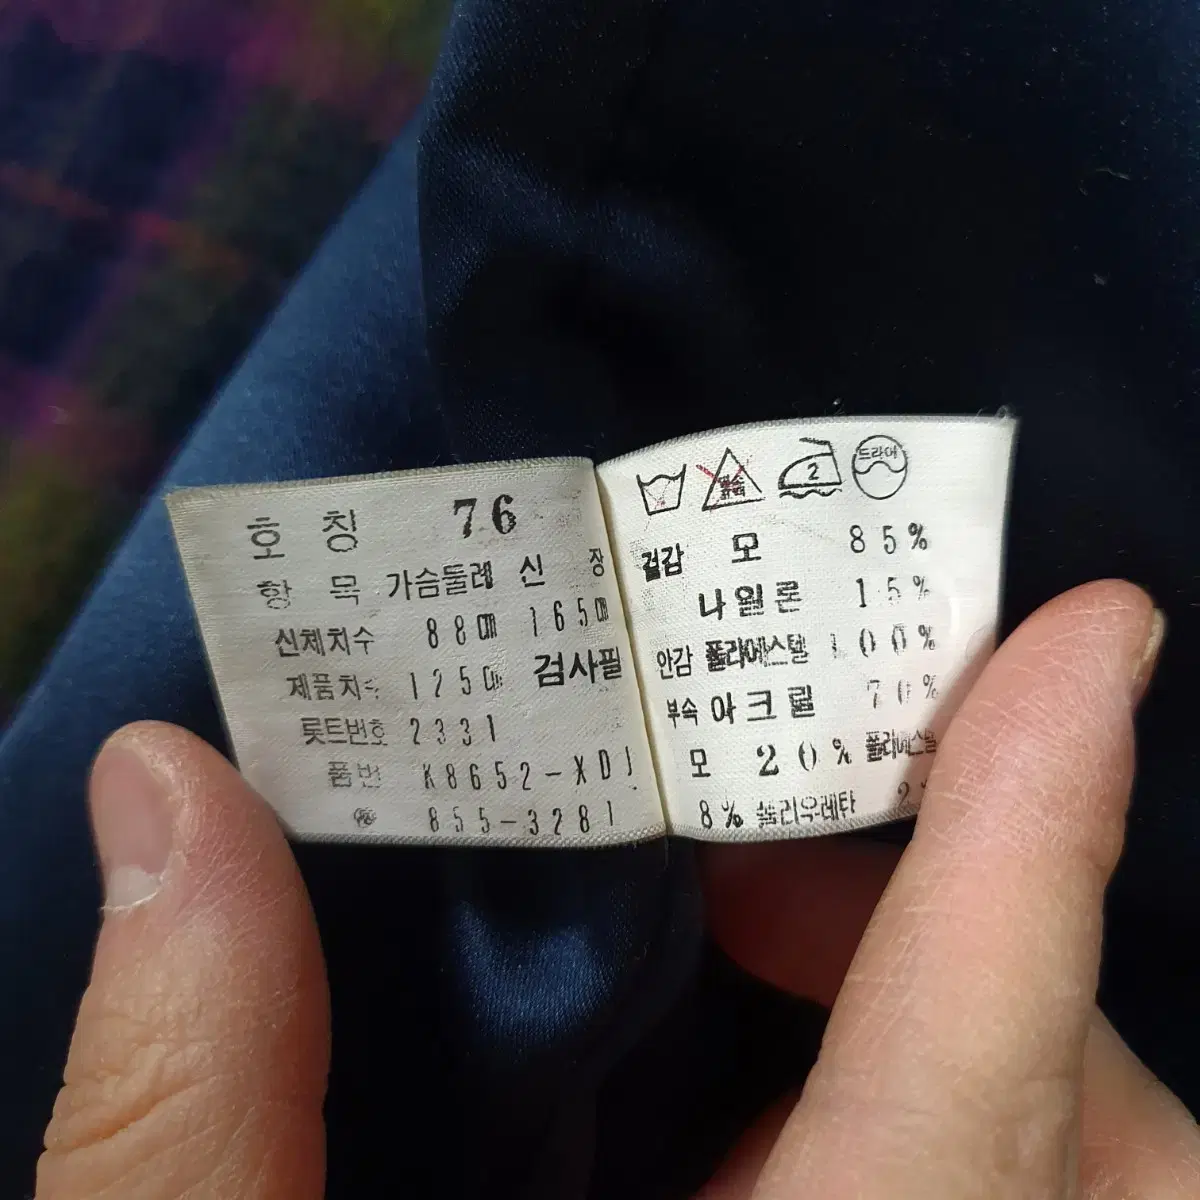 호 칭 76
항 목 가슴둘레 신 장
신체치수 88cm 165cm
제품치수 125cm 검사필
롯트번호 2331
품번 K8652-XDJ
855-3281
2 드라이
겉감 모 85%
나일론 15%
안감 폴리에스텔 100%
부속 아크릴 70%
모 20% 폴리에스텔
8% 폴리우레탄 2%